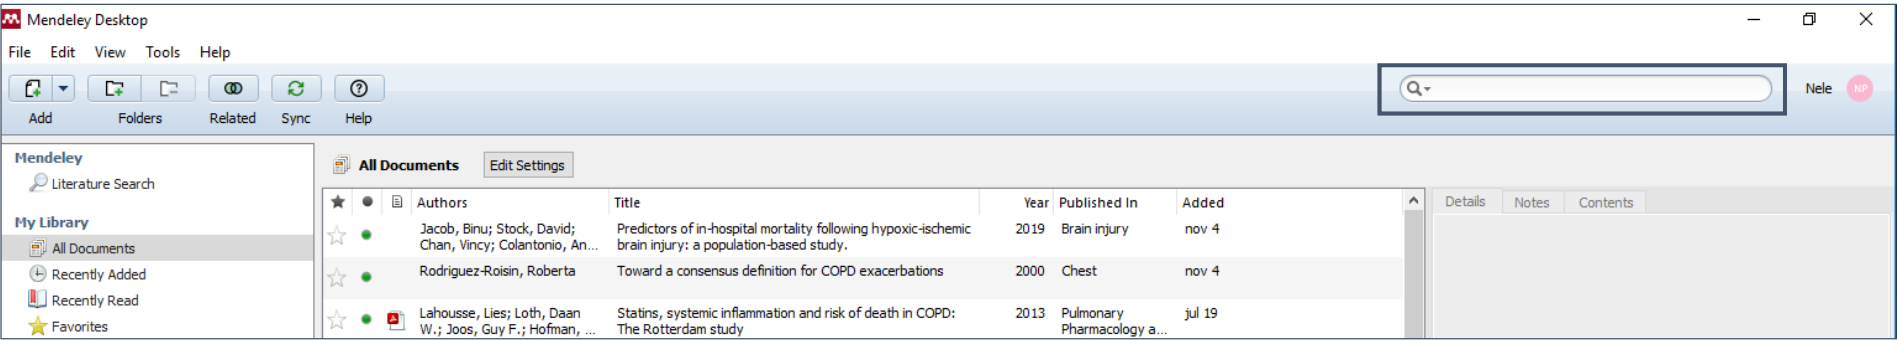 Mendeley Desktop
File Edit View Tools Help
Nele NP
Add Folders Related Sync Help
Mendeley
Literature Search
My Library
All Documents
Recently Added
Recently Read
Favorites
All Documents Edit Settings
Authors Title Year Published In Added
Jacob, Binu; Stock, David; Predictors of in-hospital mortality following hypoxic-ischemic 2019 Brain injury nov 4
Chan, Vincy; Colantonio, An... brain injury: a population-based study.
Rodriguez-Roisin, Roberta Toward a consensus definition for COPD exacerbations 2000 Chest nov 4
Lahousse, Lies; Loth, Daan Statins, systemic inflammation and risk of death in COPD: 2013 Pulmonary jul 19
W.; Joos, Guy F.; Hofman, ... The Rotterdam study Pharmacology a...
Details Notes Contents